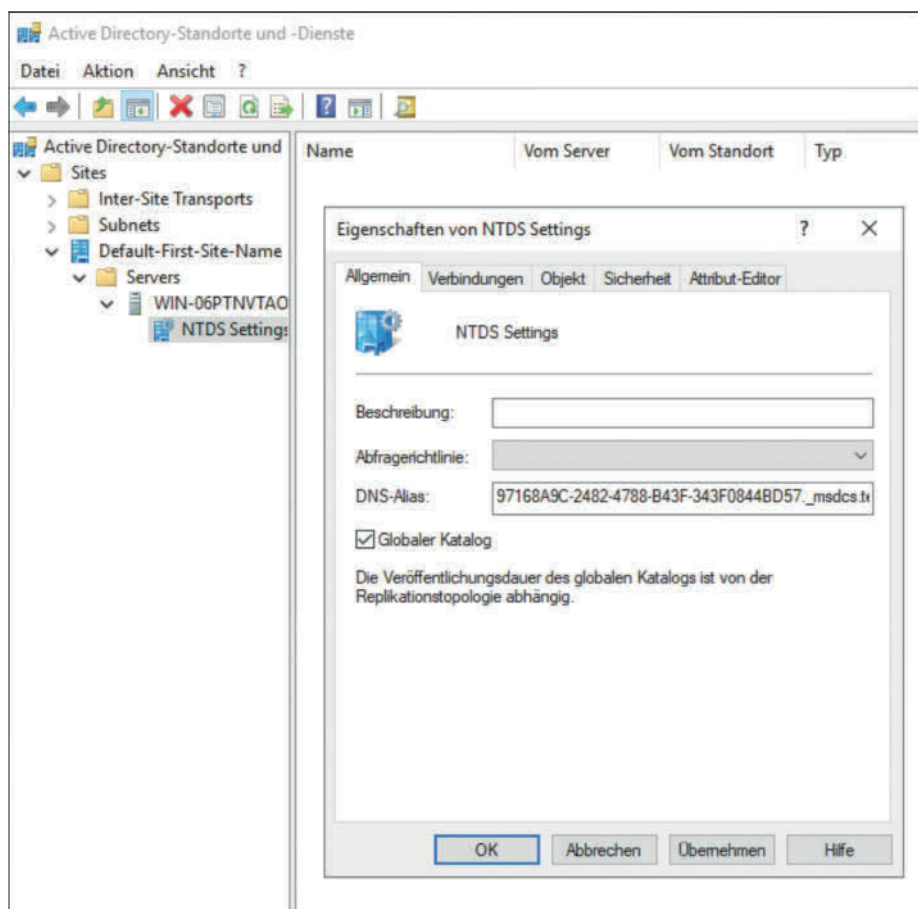 Active Directory-Standorte und -Dienste
Datei Aktion Ansicht ?
Active Directory-Standorte und
Sites
Inter-Site Transports
Subnets
Default-First-Site-Name
Servers
WIN-06PTNVTAO
NTDS Settings
Name Vom Server Vom Standort Typ
Eigenschaften von NTDS Settings ?
Allgemein Verbindungen Objekt Sicherheit Attribut-Editor
NTDS Settings
Beschreibung:
Abfragerichtlinie:
DNS-Alias: 97168A9C-2482-4788-B43F-343F0844BD57._msdcs.te
Globaler Katalog
Die Veröffentlichungsdauer des globalen Katalogs ist von der
Replikationstopologie abhängig.
OK Abbrechen Übernehmen Hilfe